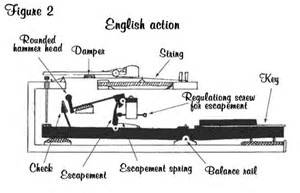 Figure 2
English action
Rounded
hammer head
Damper
String
Key
Regulationg screw
for escapement
Check
Escapement
Escapement spring
Balance rail